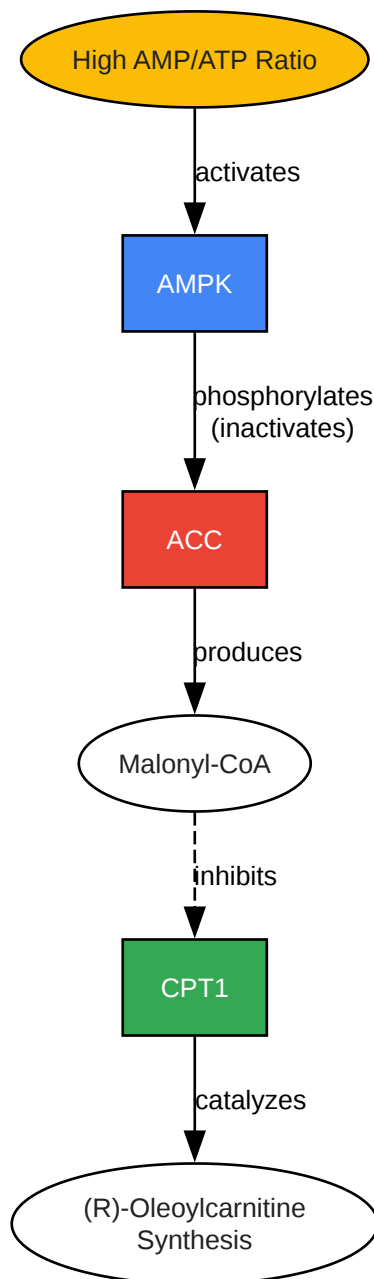 High AMP/ATP Ratio
activates
AMPK
phosphorylates
(inactivates)
ACC
produces
Malonyl-CoA
inhibits
CPT1
catalyzes
(R)-Oleoylcarnitine
Synthesis